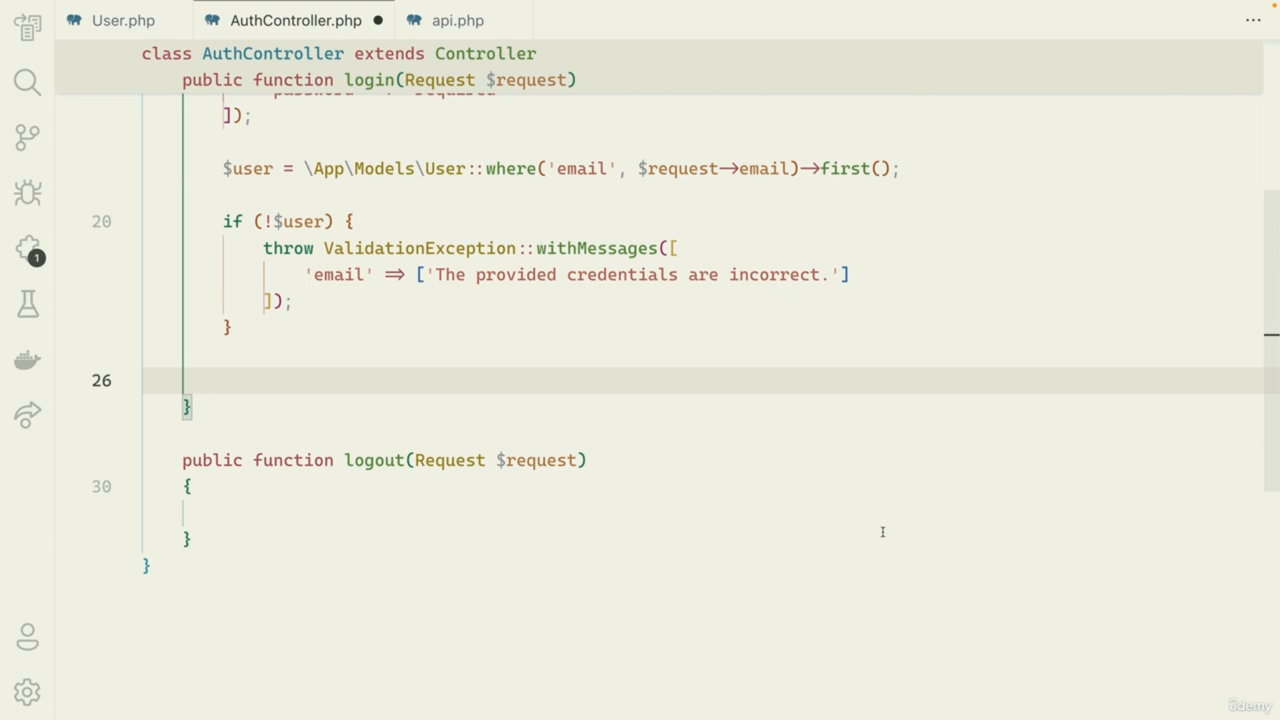 User.php AuthController.php api.php
class AuthController extends Controller
public function login(Request $request)
]);
$user = \App\Models\User::where('email', $request->email)->first();
20 if (!$user) {
throw ValidationException::withMessages([
'email' => ['The provided credentials are incorrect.']
]);
}
26
}
public function logout(Request $request)
30 {
}
}
1
ûdemy